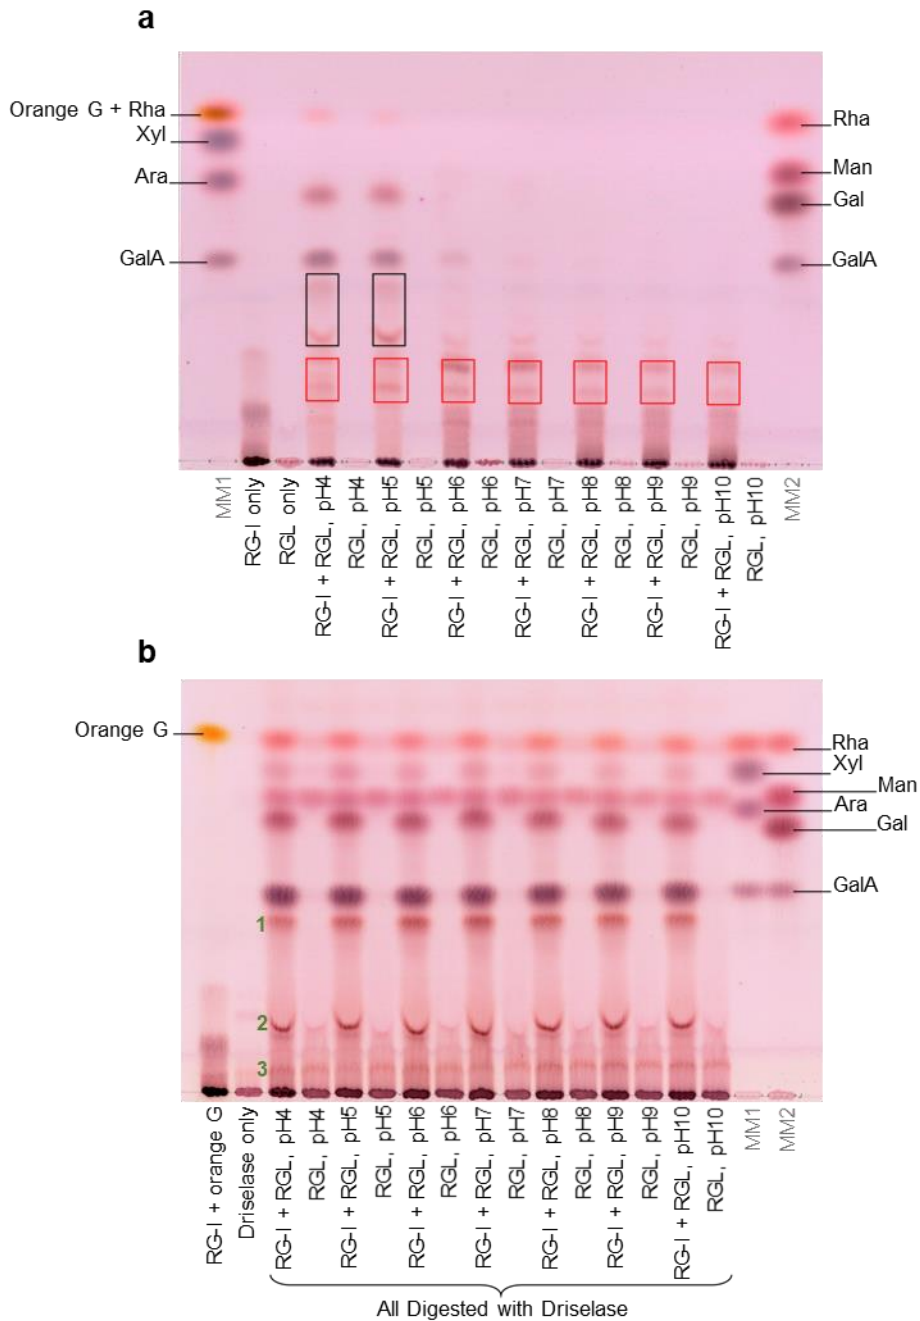 a
Orange G + Rha
Xyl
Ara
GalA
Rha
Man
Gal
GalA
MM1
RG-I only
RGL only
RG-I + RGL, pH4
RGL, pH4
RG-I + RGL, pH5
RGL, pH5
RG-I + RGL, pH6
RGL, pH6
RG-I + RGL, pH7
RGL, pH7
RG-I + RGL, pH8
RGL, pH8
RG-I + RGL, pH9
RGL, pH9
RG-I + RGL, pH10
RGL, pH10
MM2
b
Orange G
Rha
Xyl
Man
Ara
Gal
GalA
1
2
3
RG-I + orange G
Driselase only
RG-I + RGL, pH4
RGL, pH4
RG-I + RGL, pH5
RGL, pH5
RG-I + RGL, pH6
RGL, pH6
RG-I + RGL, pH7
RGL, pH7
RG-I + RGL, pH8
RGL, pH8
RG-I + RGL, pH9
RGL, pH9
RG-I + RGL, pH10
RGL, pH10
MM1
MM2
All Digested with Driselase